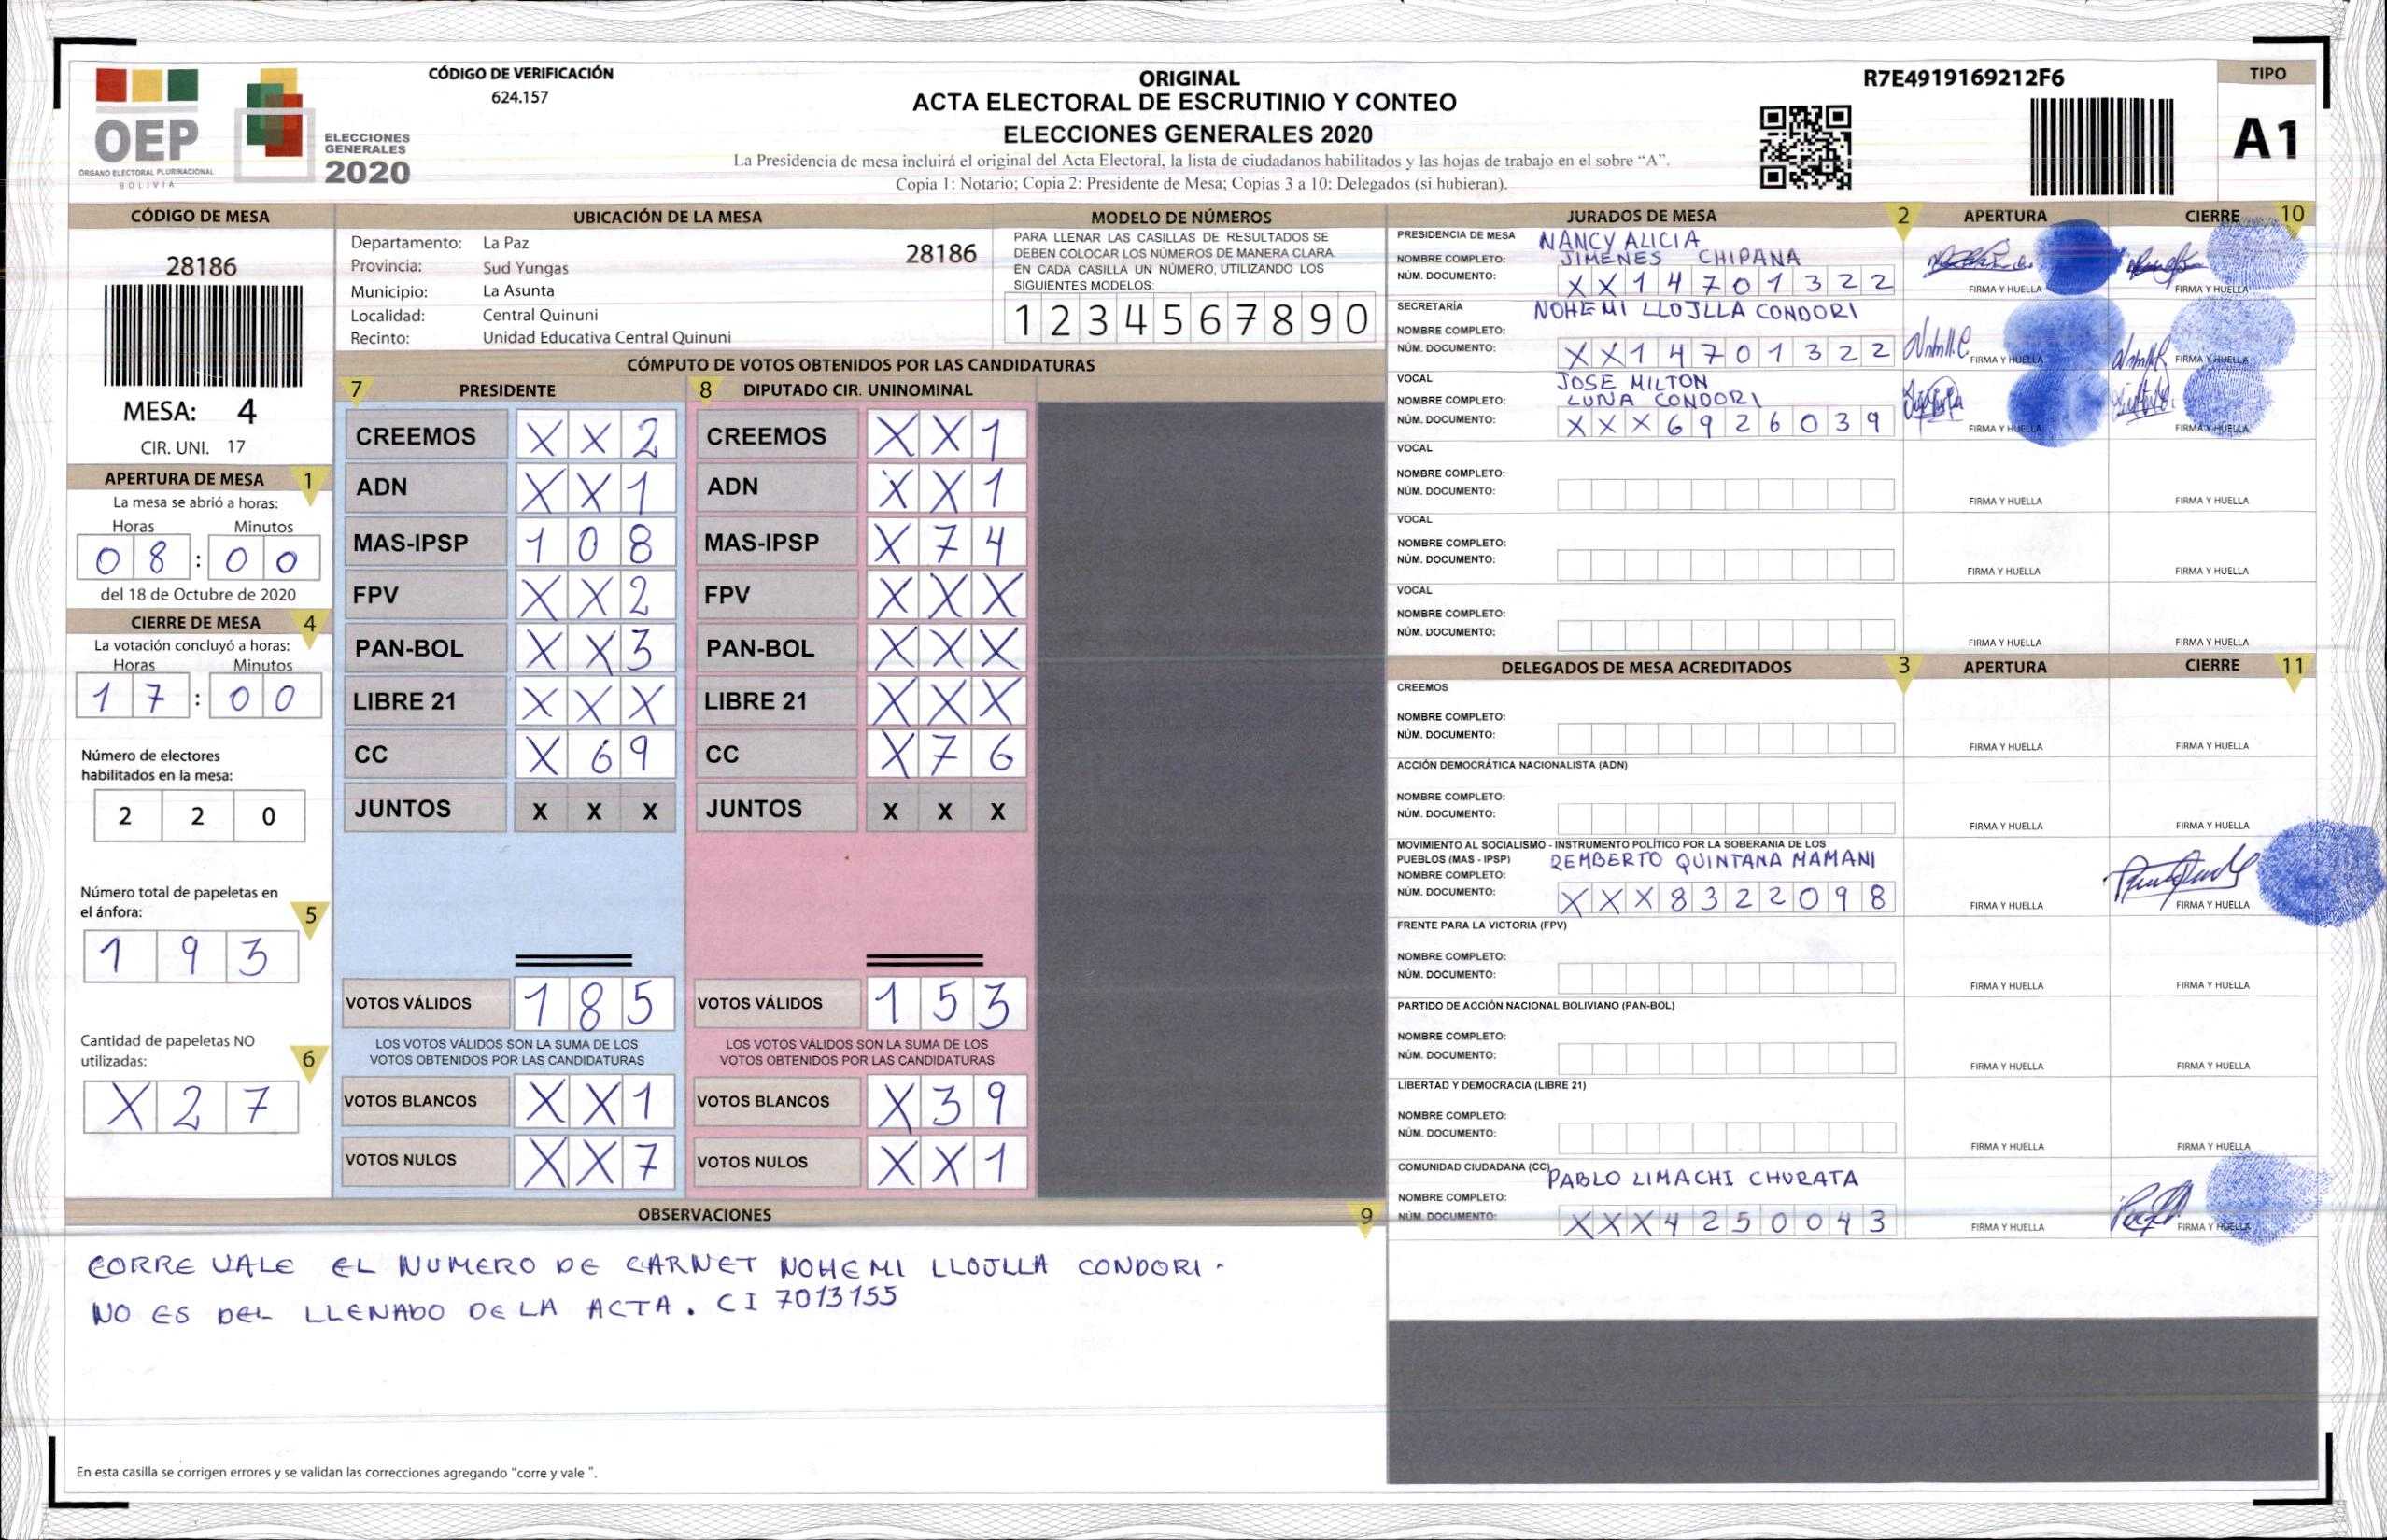 CÓDIGO DE VERIFICACIÓN
624.157
OEP
ÓRGANO ELECTORAL PLURINACIONAL
BOLIVIA
ELECCIONES
GENERALES
2020
ORIGINAL
ACTA ELECTORAL DE ESCRUTINIO Y CONTEO
ELECCIONES GENERALES 2020
La Presidencia de mesa incluirá el original del Acta Electoral, la lista de ciudadanos habilitados y las hojas de trabajo en el sobre “A”.
Copia 1: Notario; Copia 2: Presidente de Mesa; Copias 3 a 10: Delegados (si hubieran).
R7E4919169212F6
TIPO
A1
CÓDIGO DE MESA
28186
MESA: 4
CIR. UNI. 17
APERTURA DE MESA 1
La mesa se abrió a horas:
Horas Minutos
0 8 : 0 0
del 18 de Octubre de 2020
CIERRE DE MESA 4
La votación concluyó a horas:
Horas Minutos
1 7 : 0 0
Número de electores
habilitados en la mesa:
2 2 0
Número total de papeletas en
el ánfora: 5
1 9 3
Cantidad de papeletas NO
utilizadas: 6
X 2 7
UBICACIÓN DE LA MESA
Departamento: La Paz 28186
Provincia: Sud Yungas
Municipio: La Asunta
Localidad: Central Quinuni
Recinto: Unidad Educativa Central Quinuni
MODELO DE NÚMEROS
PARA LLENAR LAS CASILLAS DE RESULTADOS SE
DEBEN COLOCAR LOS NÚMEROS DE MANERA CLARA.
EN CADA CASILLA UN NÚMERO, UTILIZANDO LOS
SIGUIENTES MODELOS:
1 2 3 4 5 6 7 8 9 0
CÓMPUTO DE VOTOS OBTENIDOS POR LAS CANDIDATURAS
7 PRESIDENTE
CREEMOS X X 2
ADN X X 1
MAS-IPSP 1 0 8
FPV X X 2
PAN-BOL X X 3
LIBRE 21 X X X
CC X 6 9
JUNTOS X X X
VOTOS VÁLIDOS 1 8 5
LOS VOTOS VÁLIDOS SON LA SUMA DE LOS
VOTOS OBTENIDOS POR LAS CANDIDATURAS
VOTOS BLANCOS X X 1
VOTOS NULOS X X 7
8 DIPUTADO CIR. UNINOMINAL
CREEMOS X X 1
ADN X X 1
MAS-IPSP X 7 4
FPV X X X
PAN-BOL X X X
LIBRE 21 X X X
CC X 7 6
JUNTOS X X X
VOTOS VÁLIDOS 1 5 3
LOS VOTOS VÁLIDOS SON LA SUMA DE LOS
VOTOS OBTENIDOS POR LAS CANDIDATURAS
VOTOS BLANCOS X 3 9
VOTOS NULOS X X 1
OBSERVACIONES 9
CORRE VALE EL NUMERO DE CARNET NOHEMI LLOJLLA CONDORI.
NO ES DEL LLENADO DE LA ACTA. CI 7013155
En esta casilla se corrigen errores y se validan las correcciones agregando “corre y vale ”.
JURADOS DE MESA 2 APERTURA CIERRE 10
PRESIDENCIA DE MESA NANCY ALICIA
NOMBRE COMPLETO: JIMENES CHIPANA
NÚM. DOCUMENTO: X X 1 4 7 0 1 3 2 2 FIRMA Y HUELLA FIRMA Y HUELLA
SECRETARÍA NOHEMI LLOJLLA CONDORI
NOMBRE COMPLETO:
NÚM. DOCUMENTO: X X 1 4 7 0 1 3 2 2 FIRMA Y HUELLA FIRMA Y HUELLA
VOCAL JOSE MILTON
NOMBRE COMPLETO: LUNA CONDORI
NÚM. DOCUMENTO: X X X 6 9 2 6 0 3 9 FIRMA Y HUELLA FIRMA Y HUELLA
VOCAL
NOMBRE COMPLETO:
NÚM. DOCUMENTO: FIRMA Y HUELLA FIRMA Y HUELLA
VOCAL
NOMBRE COMPLETO:
NÚM. DOCUMENTO: FIRMA Y HUELLA FIRMA Y HUELLA
VOCAL
NOMBRE COMPLETO:
NÚM. DOCUMENTO: FIRMA Y HUELLA FIRMA Y HUELLA
DELEGADOS DE MESA ACREDITADOS 3 APERTURA CIERRE 11
CREEMOS
NOMBRE COMPLETO:
NÚM. DOCUMENTO: FIRMA Y HUELLA FIRMA Y HUELLA
ACCIÓN DEMOCRÁTICA NACIONALISTA (ADN)
NOMBRE COMPLETO:
NÚM. DOCUMENTO: FIRMA Y HUELLA FIRMA Y HUELLA
MOVIMIENTO AL SOCIALISMO - INSTRUMENTO POLÍTICO POR LA SOBERANIA DE LOS
PUEBLOS (MAS - IPSP) REMBERTO QUINTANA MAMANI
NOMBRE COMPLETO:
NÚM. DOCUMENTO: X X X 8 3 2 2 0 9 8 FIRMA Y HUELLA FIRMA Y HUELLA
FRENTE PARA LA VICTORIA (FPV)
NOMBRE COMPLETO:
NÚM. DOCUMENTO: FIRMA Y HUELLA FIRMA Y HUELLA
PARTIDO DE ACCIÓN NACIONAL BOLIVIANO (PAN-BOL)
NOMBRE COMPLETO:
NÚM. DOCUMENTO: FIRMA Y HUELLA FIRMA Y HUELLA
LIBERTAD Y DEMOCRACIA (LIBRE 21)
NOMBRE COMPLETO:
NÚM. DOCUMENTO: FIRMA Y HUELLA FIRMA Y HUELLA
COMUNIDAD CIUDADANA (CC) PABLO LIMACHI CHURATA
NOMBRE COMPLETO:
NÚM. DOCUMENTO: X X X 4 2 5 0 0 4 3 FIRMA Y HUELLA FIRMA Y HUELLA